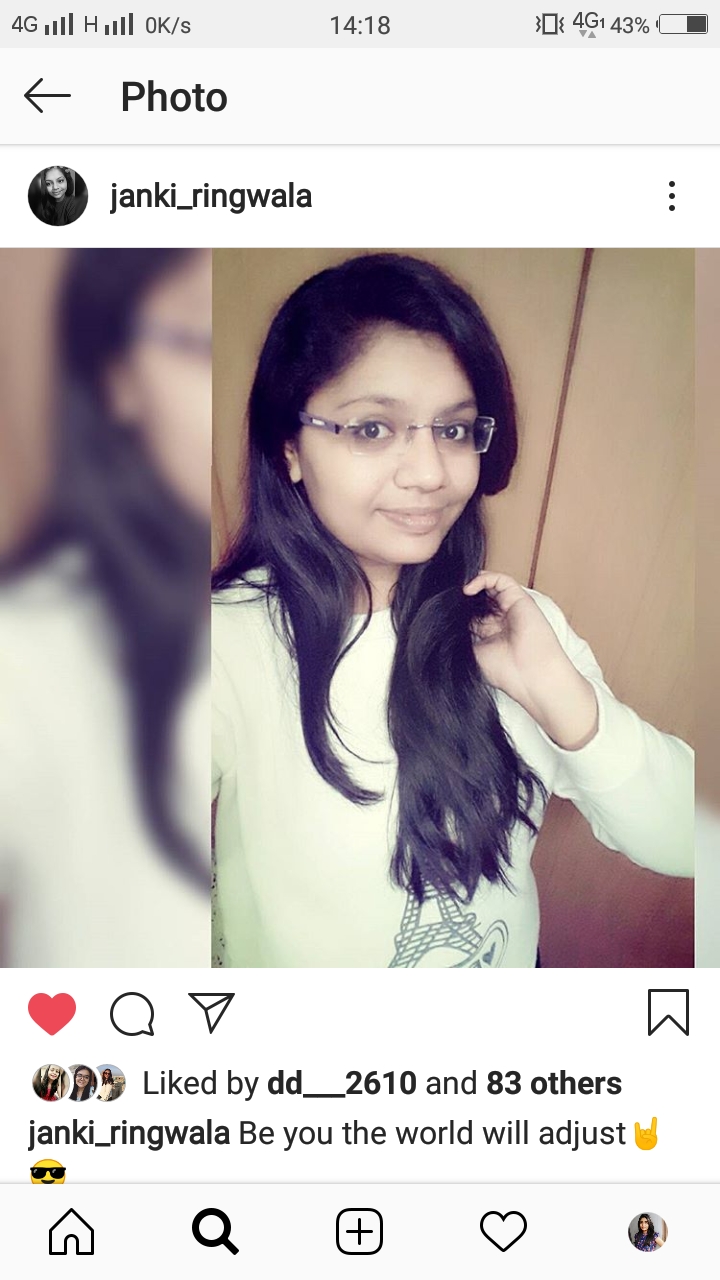 4G H 0K/s 14:18 4G1 43%
Photo
janki_ringwala
Liked by dd___2610 and 83 others
janki_ringwala Be you the world will adjust🤘
😎